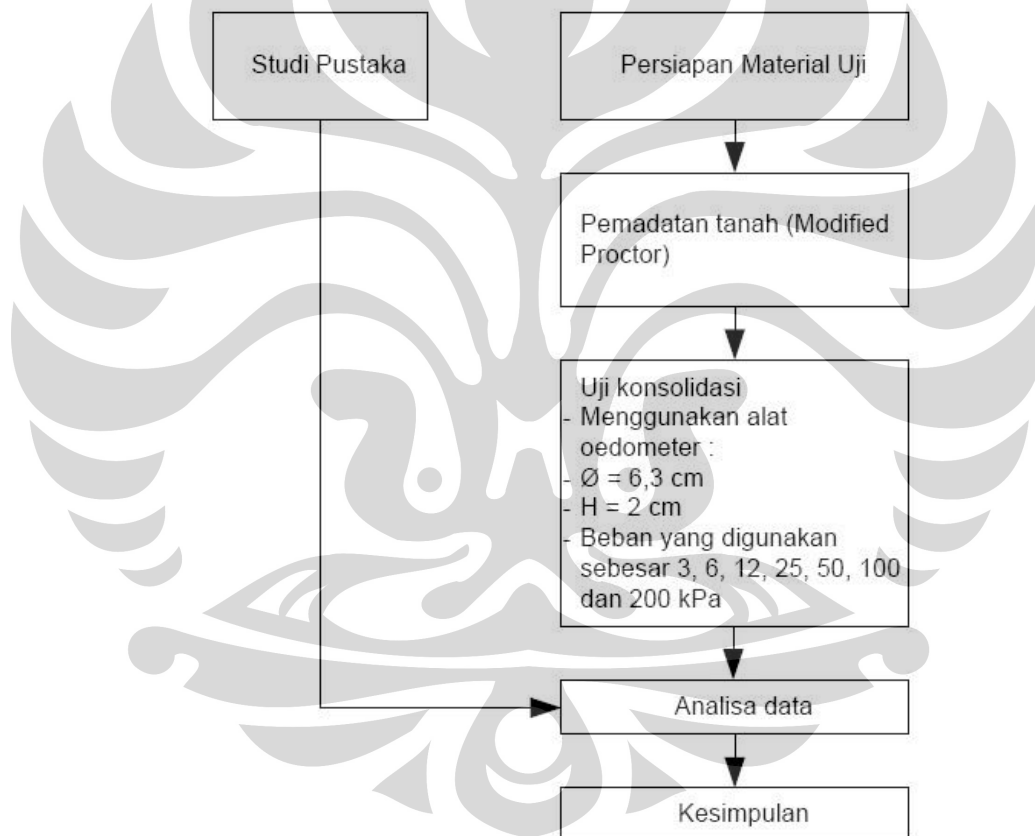 Studi Pustaka
Persiapan Material Uji
Pemadatan tanah (Modified
Proctor)
Uji konsolidasi
- Menggunakan alat
oedometer :
- Ø = 6,3 cm
- H = 2 cm
- Beban yang digunakan
sebesar 3, 6, 12, 25, 50, 100
dan 200 kPa
Analisa data
Kesimpulan